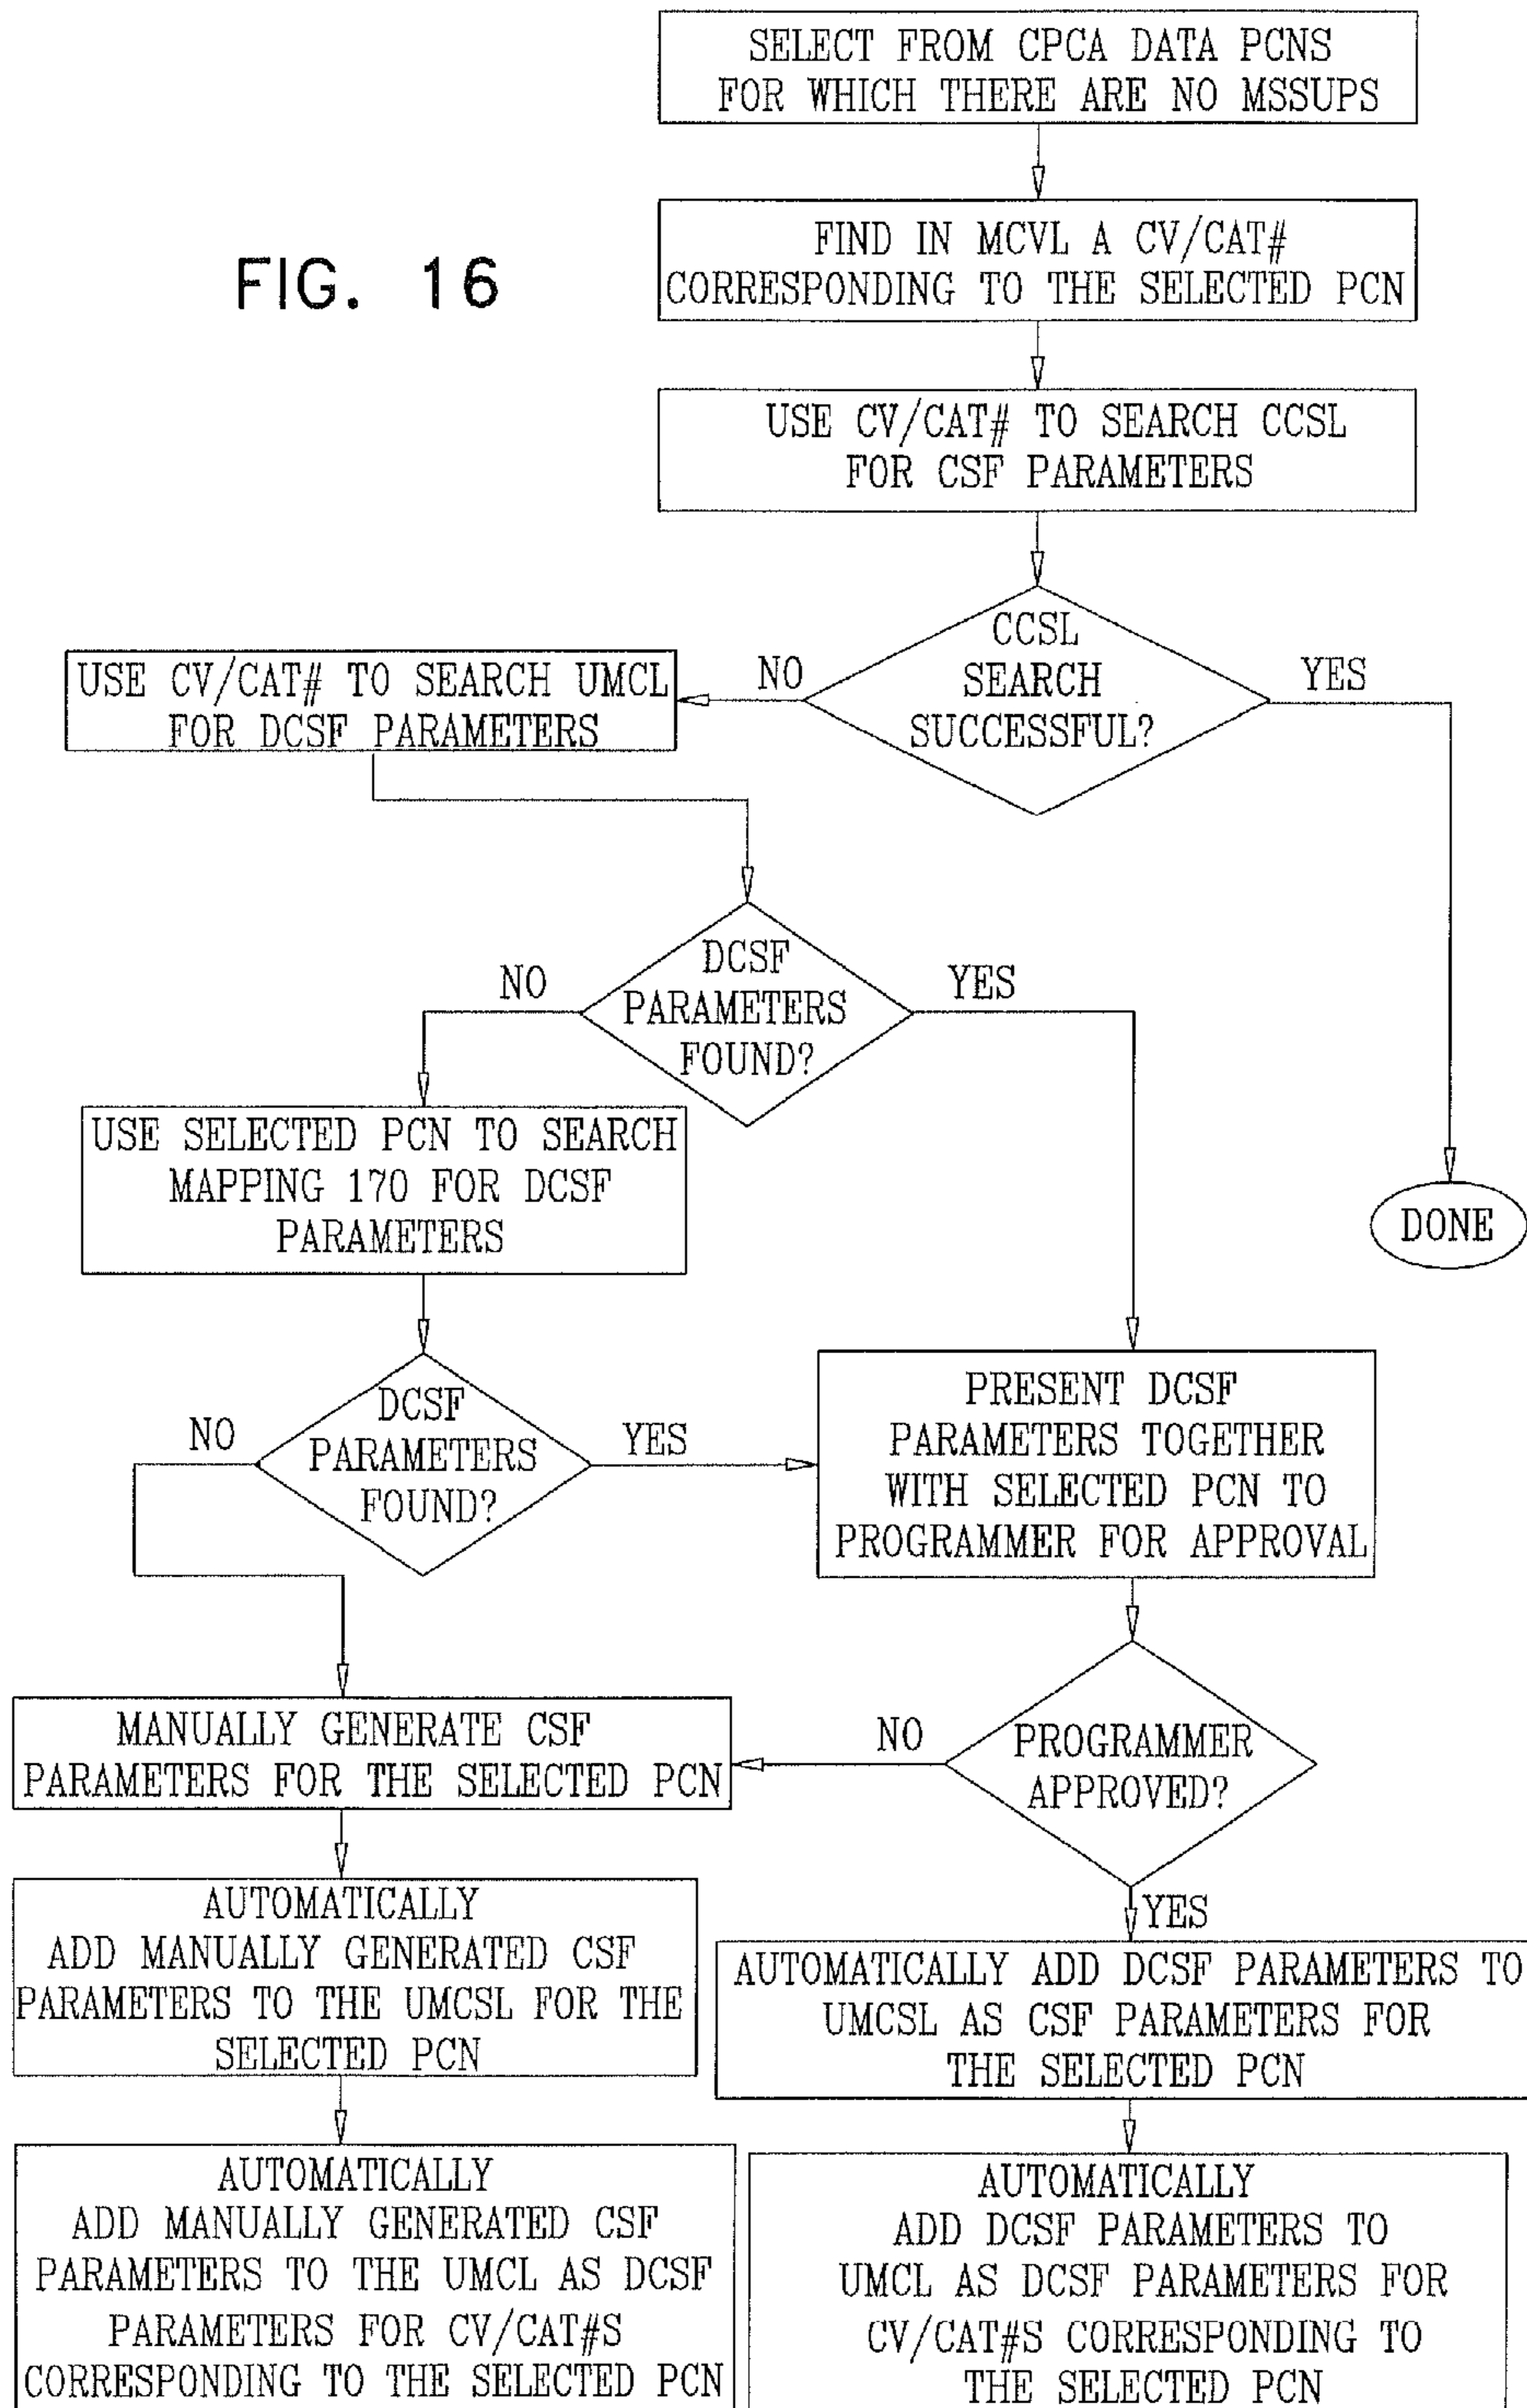 SELECT FROM CPCA DATA PCNS
FOR WHICH THERE ARE NO MSSUPS
FIG. 16
FIND IN MCVL A CV/CAT#
CORRESPONDING TO THE SELECTED PCN
USE CV/CAT# TO SEARCH CCSL
FOR CSF PARAMETERS
CCSL
SEARCH
SUCCESSFUL?
NO
YES
USE CV/CAT# TO SEARCH UMCL
FOR DCSF PARAMETERS
DCSF
PARAMETERS
FOUND?
NO
YES
USE SELECTED PCN TO SEARCH
MAPPING 170 FOR DCSF
PARAMETERS
DONE
DCSF
PARAMETERS
FOUND?
NO
YES
PRESENT DCSF
PARAMETERS TOGETHER
WITH SELECTED PCN TO
PROGRAMMER FOR APPROVAL
PROGRAMMER
APPROVED?
NO
YES
MANUALLY GENERATE CSF
PARAMETERS FOR THE SELECTED PCN
AUTOMATICALLY
ADD MANUALLY GENERATED CSF
PARAMETERS TO THE UMCSL FOR THE
SELECTED PCN
AUTOMATICALLY ADD DCSF PARAMETERS TO
UMCSL AS CSF PARAMETERS FOR
THE SELECTED PCN
AUTOMATICALLY
ADD MANUALLY GENERATED CSF
PARAMETERS TO THE UMCL AS DCSF
PARAMETERS FOR CV/CAT#S
CORRESPONDING TO THE SELECTED PCN
AUTOMATICALLY
ADD DCSF PARAMETERS TO
UMCL AS DCSF PARAMETERS FOR
CV/CAT#S CORRESPONDING TO
THE SELECTED PCN